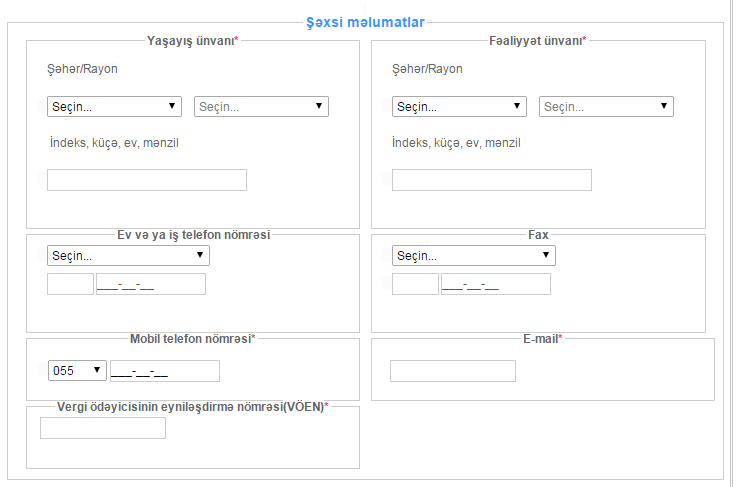 Şəxsi məlumatlar
Yaşayış ünvanı*
Şəhər/Rayon
Seçin... Seçin...
İndeks, küçə, ev, mənzil
Fəaliyyət ünvanı*
Şəhər/Rayon
Seçin... Seçin...
İndeks, küçə, ev, mənzil
Ev və ya iş telefon nömrəsi
Seçin...
___-__-__
Fax
Seçin...
___-__-__
Mobil telefon nömrəsi*
055 ___-__-__
E-mail*
Vergi ödəyicisinin eyniləşdirmə nömrəsi(VÖEN)*